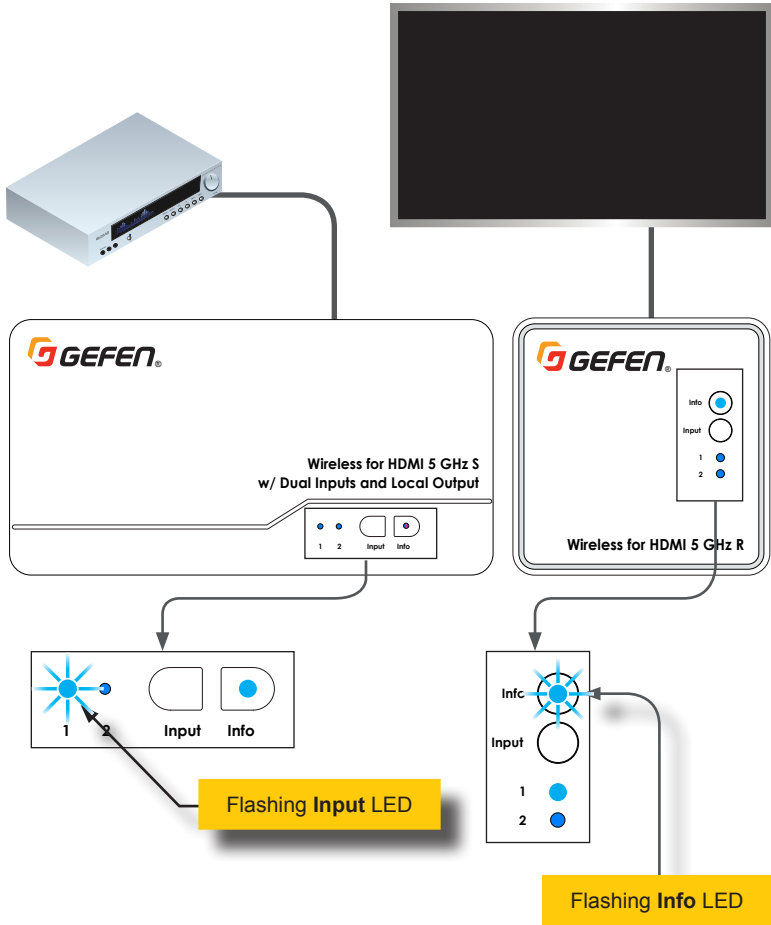 GEFEN®
GEFEN®
Info
Input
1
2
Wireless for HDMI 5 GHz S
w/ Dual Inputs and Local Output
1 2 Input Info
Wireless for HDMI 5 GHz R
1 2 Input Info
Info
Input
1
2
Flashing Input LED
Flashing Info LED